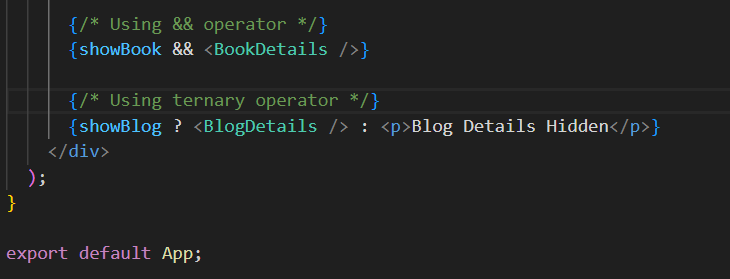 {/* Using && operator */}
{showBook && <BookDetails />}
{/* Using ternary operator */}
{showBlog ? <BlogDetails /> : <p>Blog Details Hidden</p>}
</div>
);
}
export default App;